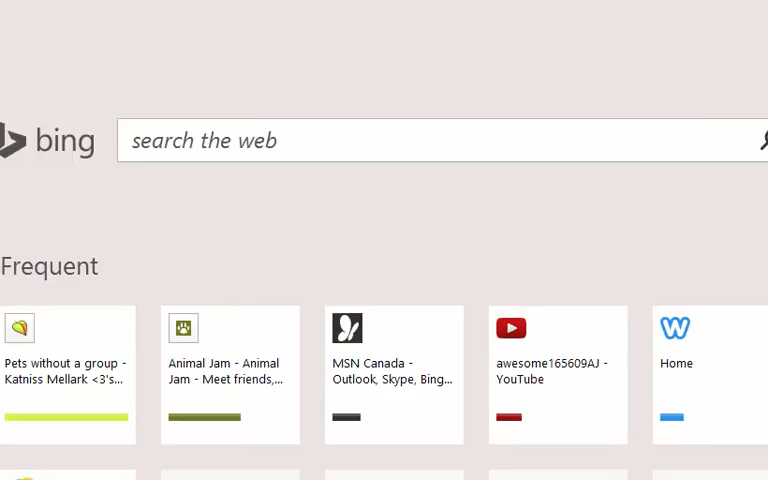 bing
search the web
Frequent
Pets without a group -
Katniss Mellark <3's...
Animal Jam - Animal
Jam - Meet friends,...
MSN Canada -
Outlook, Skype, Bing...
awesome165609AJ -
YouTube
Home